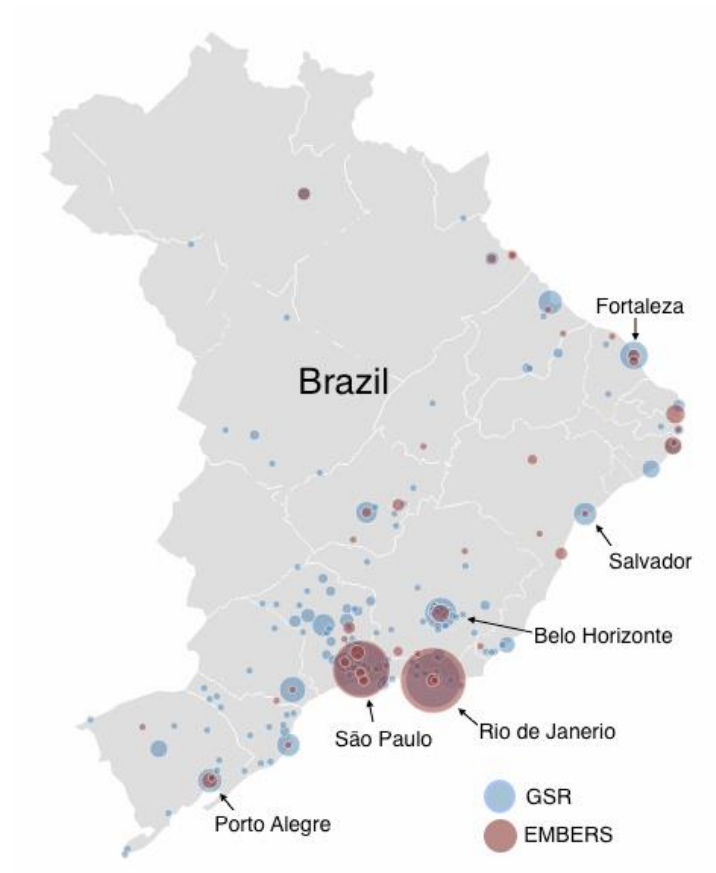 Fortaleza
Brazil
Salvador
Belo Horizonte
Rio de Janerio
São Paulo
GSR
Porto Alegre
EMBERS